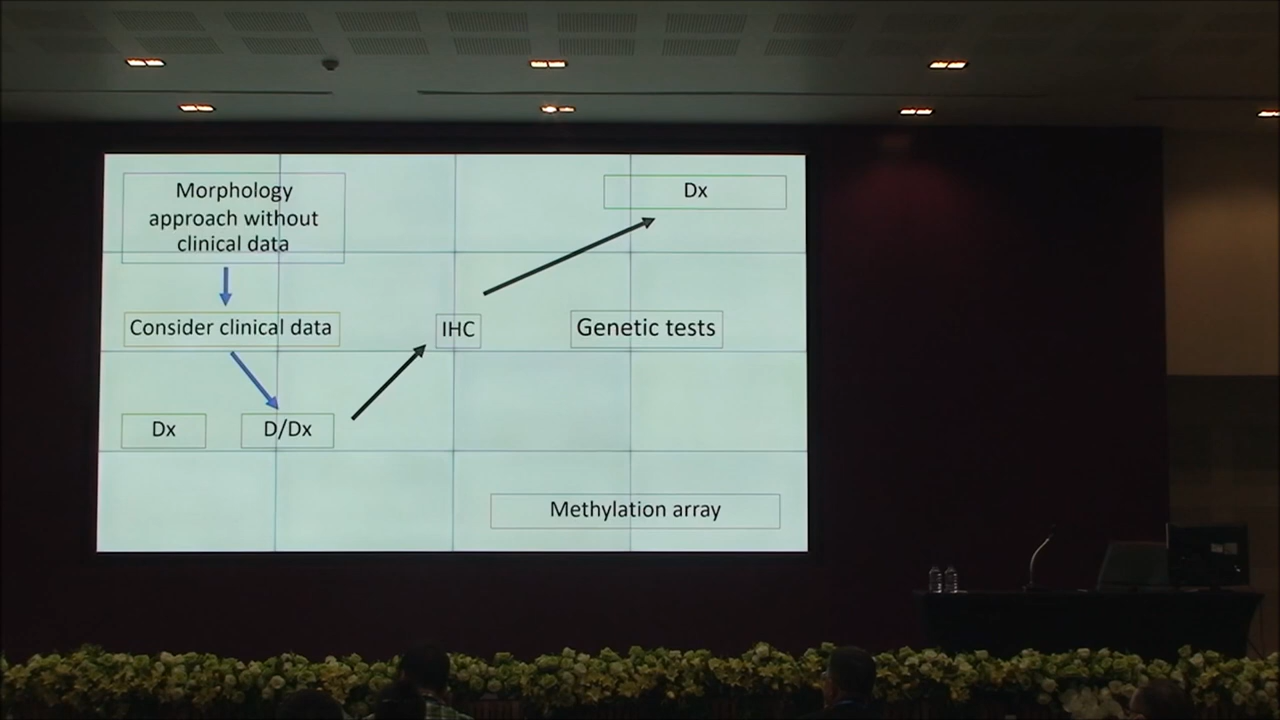 Morphology
approach without
clinical data
Dx
Consider clinical data
IHC
Genetic tests
Dx
D/Dx
Methylation array